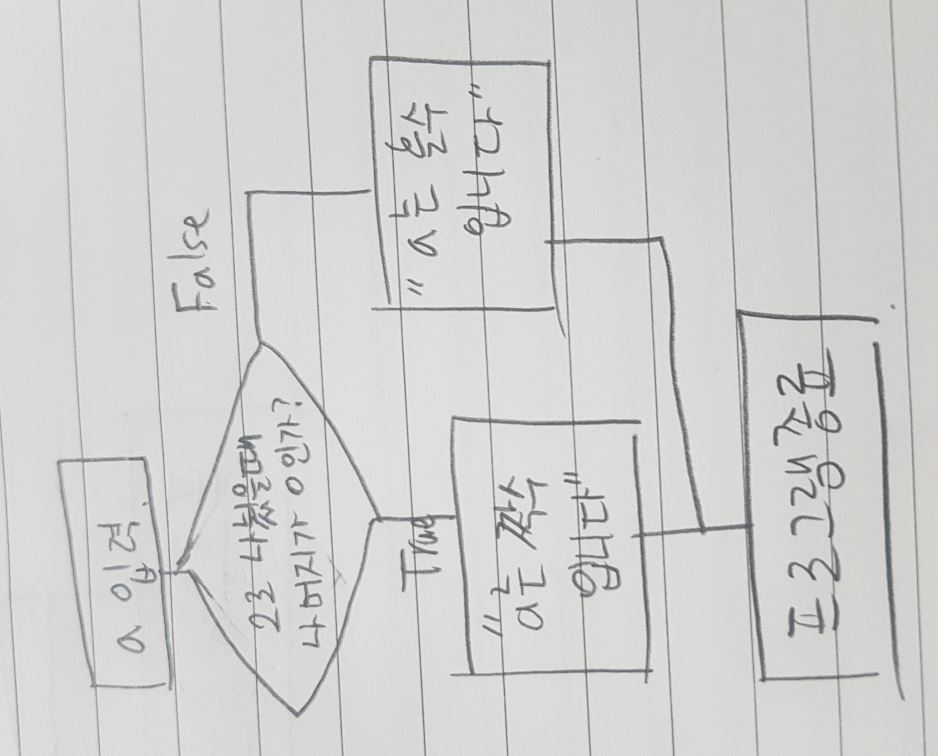 a 입력.
False
2로 나눴을때
나머지가 0인가?
True
"a는 홀수
입니다"
"a는 짝수
입니다"
프로그램종료